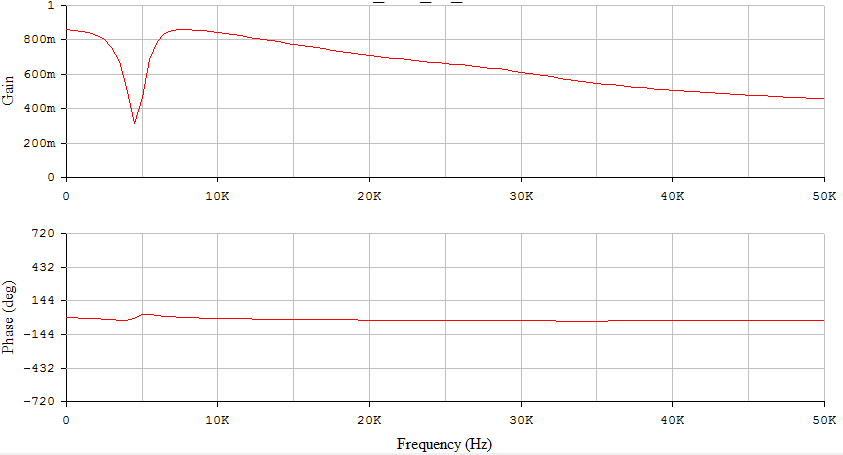 1
800m
600m
400m
200m
0
Gain
0 10K 20K 30K 40K 50K
720
432
144
-144
-432
-720
Phase (deg)
0 10K 20K 30K 40K 50K
Frequency (Hz)